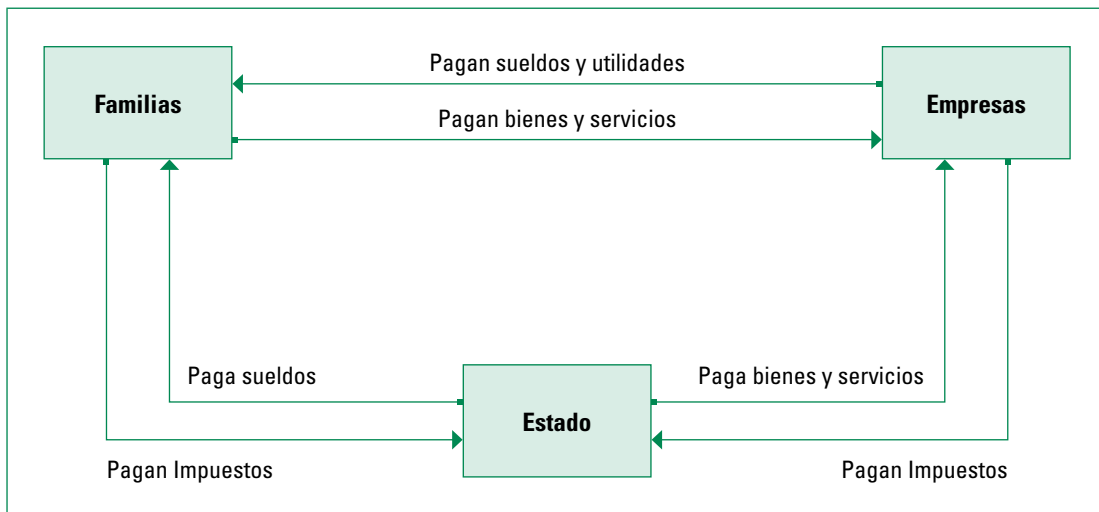 Pagan sueldos y utilidades
Familias
Empresas
Pagan bienes y servicios
Paga sueldos
Paga bienes y servicios
Estado
Pagan Impuestos
Pagan Impuestos